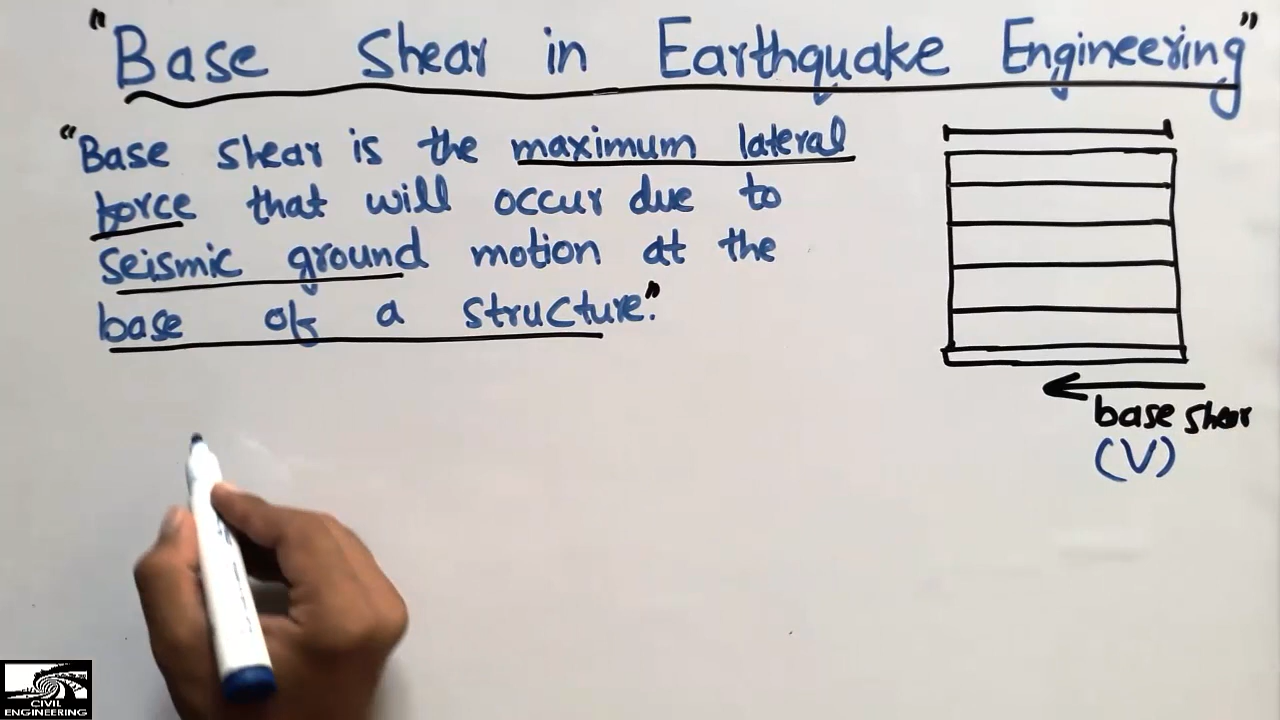 "Base Shear in Earthquake Engineering"
"Base shear is the maximum lateral
force that will occur due to
seismic ground motion at the
base of a structure."
base shear
(V)
CIVIL
ENGINEERING